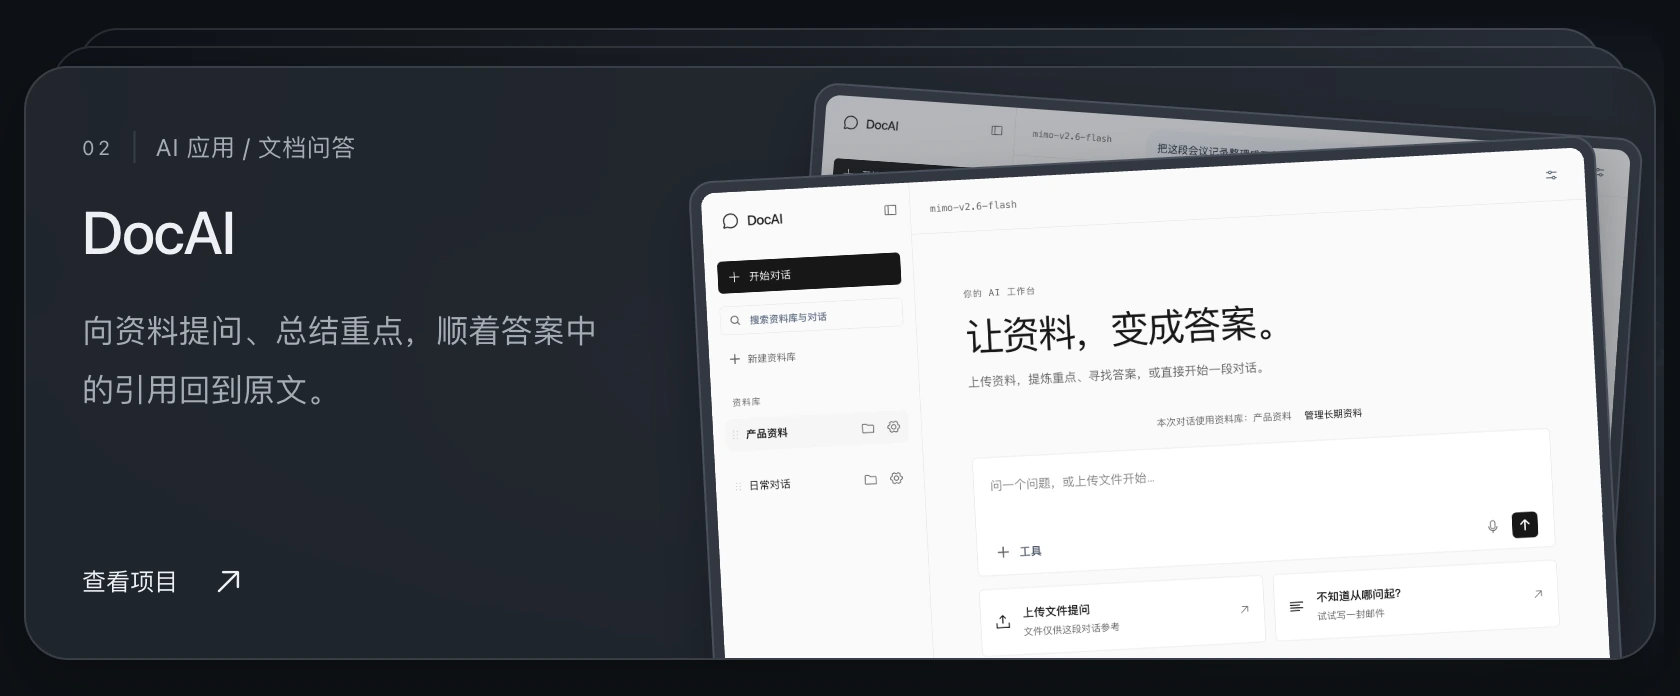 02 AI 应用 / 文档问答
DocAI
向资料提问、总结重点，顺着答案中
的引用回到原文。
查看项目
DocAI
mimo-v2.6-flash
DocAI
开始对话
搜索资料库与对话
新建资料库
资料库
产品资料
日常对话
mimo-v2.6-flash
你的 AI 工作台
让资料，变成答案。
上传资料，提炼重点、寻找答案，或直接开始一段对话。
本次对话使用资料库：产品资料 管理长期资料
问一个问题，或上传文件开始…
工具
上传文件提问
文件仅供这段对话参考
不知道从哪问起？
试试写一封邮件